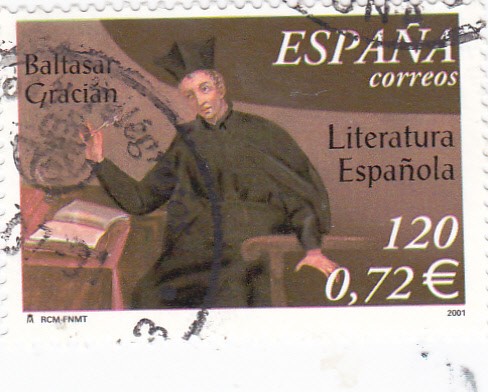 ESPAÑA
correos
Baltasar
Gracián
Literatura
Española
120
0,72 €
RCM-FNMT
2001